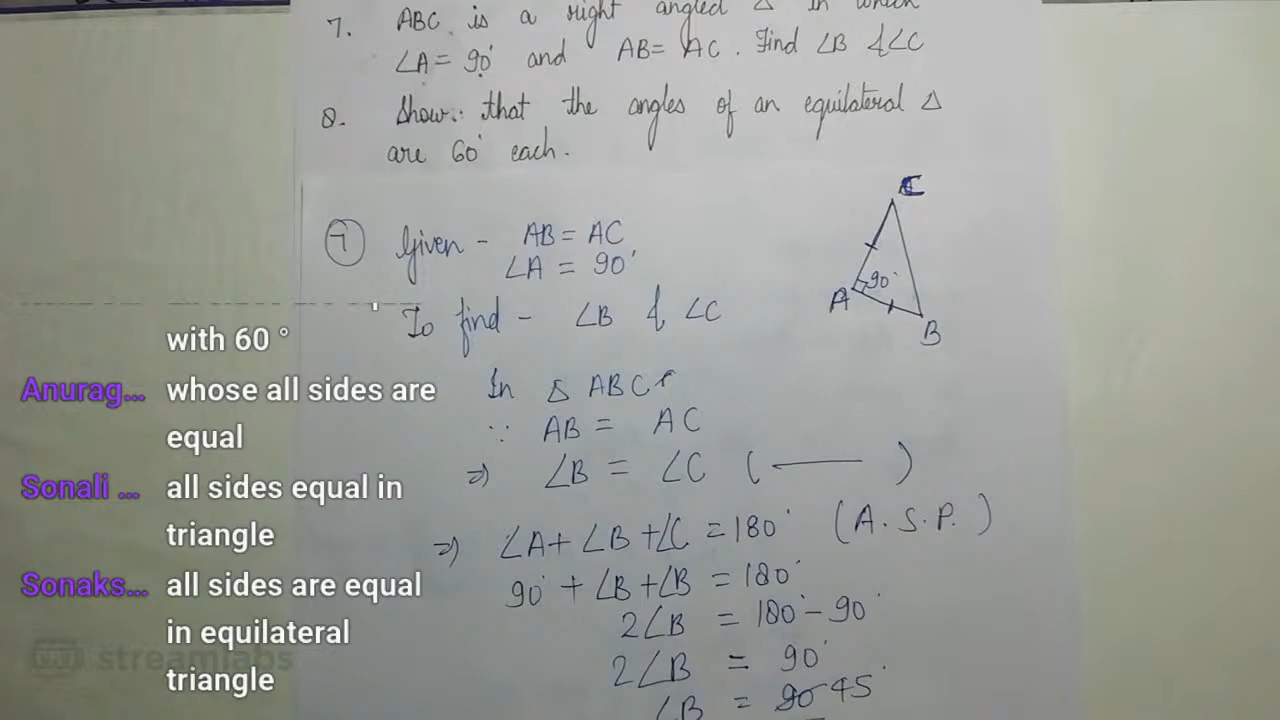 7. ABC is a right angled Δ in which
∠A = 90° and AB = AC. Find ∠B & ∠C
8. Show that the angles of an equilateral Δ
are 60° each.
7 Given - AB = AC
∠A = 90°
To find - ∠B & ∠C
C
90°
A
B
In Δ ABC
∵ AB = AC
⇒ ∠B = ∠C ( —— )
⇒ ∠A + ∠B + ∠C = 180° (A.S.P.)
90° + ∠B + ∠B = 180°
2∠B = 180° - 90°
2∠B = 90°
∠B = 90 45°
with 60 °
Anurag... whose all sides are
equal
Sonali ... all sides equal in
triangle
Sonaks... all sides are equal
in equilateral
triangle
streamlabs